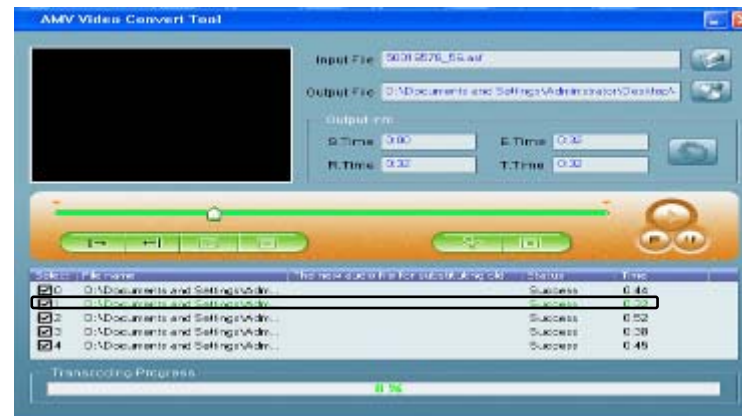 AMV Video Convert Tool
Input File 50019576_56.asf
Output File D:\Documents and Settings\Administrator\Desktop\
Output Info
S.Time 0:00 E.Time 0:32
R.Time 0:32 T.Time 0:32
Select File name The new audio file for substituting old Status Time
0 D:\Documents and Settings\Adm... Success 0:44
1 D:\Documents and Settings\Adm... Success 0:32
2 D:\Documents and Settings\Adm... Success 0:52
3 D:\Documents and Settings\Adm... Success 0:38
4 D:\Documents and Settings\Adm... Success 0:45
Transcoding Progress
0 %